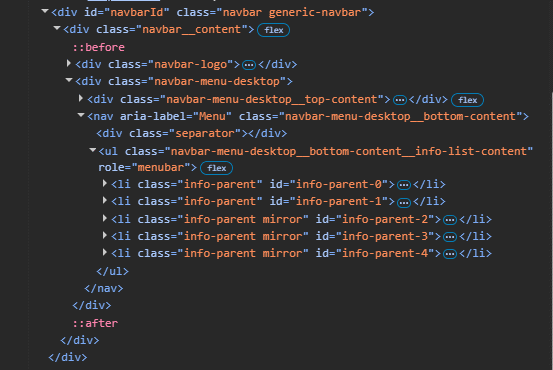 <div id="navbarId" class="navbar generic-navbar">
<div class="navbar__content"> flex
::before
<div class="navbar-logo">⋯</div>
<div class="navbar-menu-desktop">
<div class="navbar-menu-desktop__top-content">⋯</div> flex
<nav aria-label="Menu" class="navbar-menu-desktop__bottom-content">
<div class="separator"></div>
<ul class="navbar-menu-desktop__bottom-content__info-list-content"
role="menubar"> flex
<li class="info-parent" id="info-parent-0">⋯</li>
<li class="info-parent" id="info-parent-1">⋯</li>
<li class="info-parent mirror" id="info-parent-2">⋯</li>
<li class="info-parent mirror" id="info-parent-3">⋯</li>
<li class="info-parent mirror" id="info-parent-4">⋯</li>
</ul>
</nav>
</div>
::after
</div>
</div>